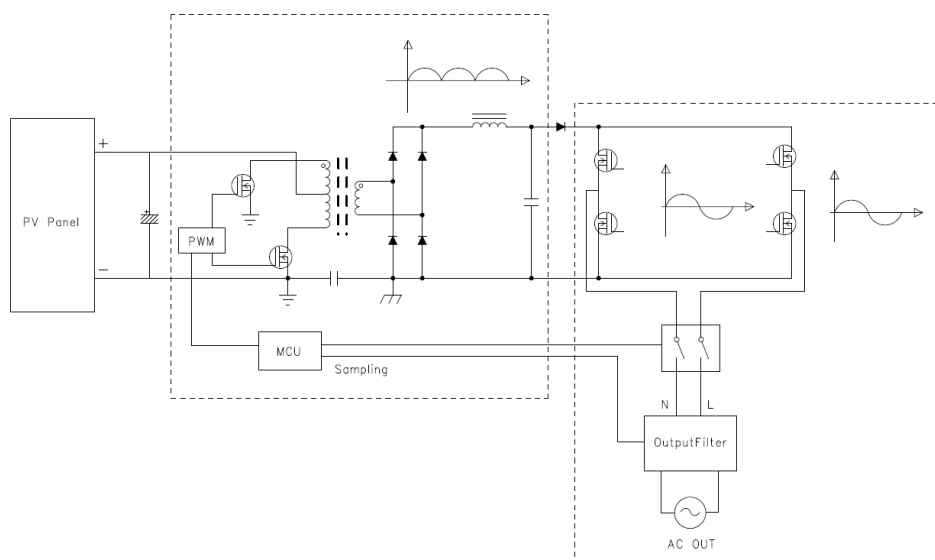 +
PV Panel
PWM
−
MCU
Sampling
N L
OutputFilter
AC OUT